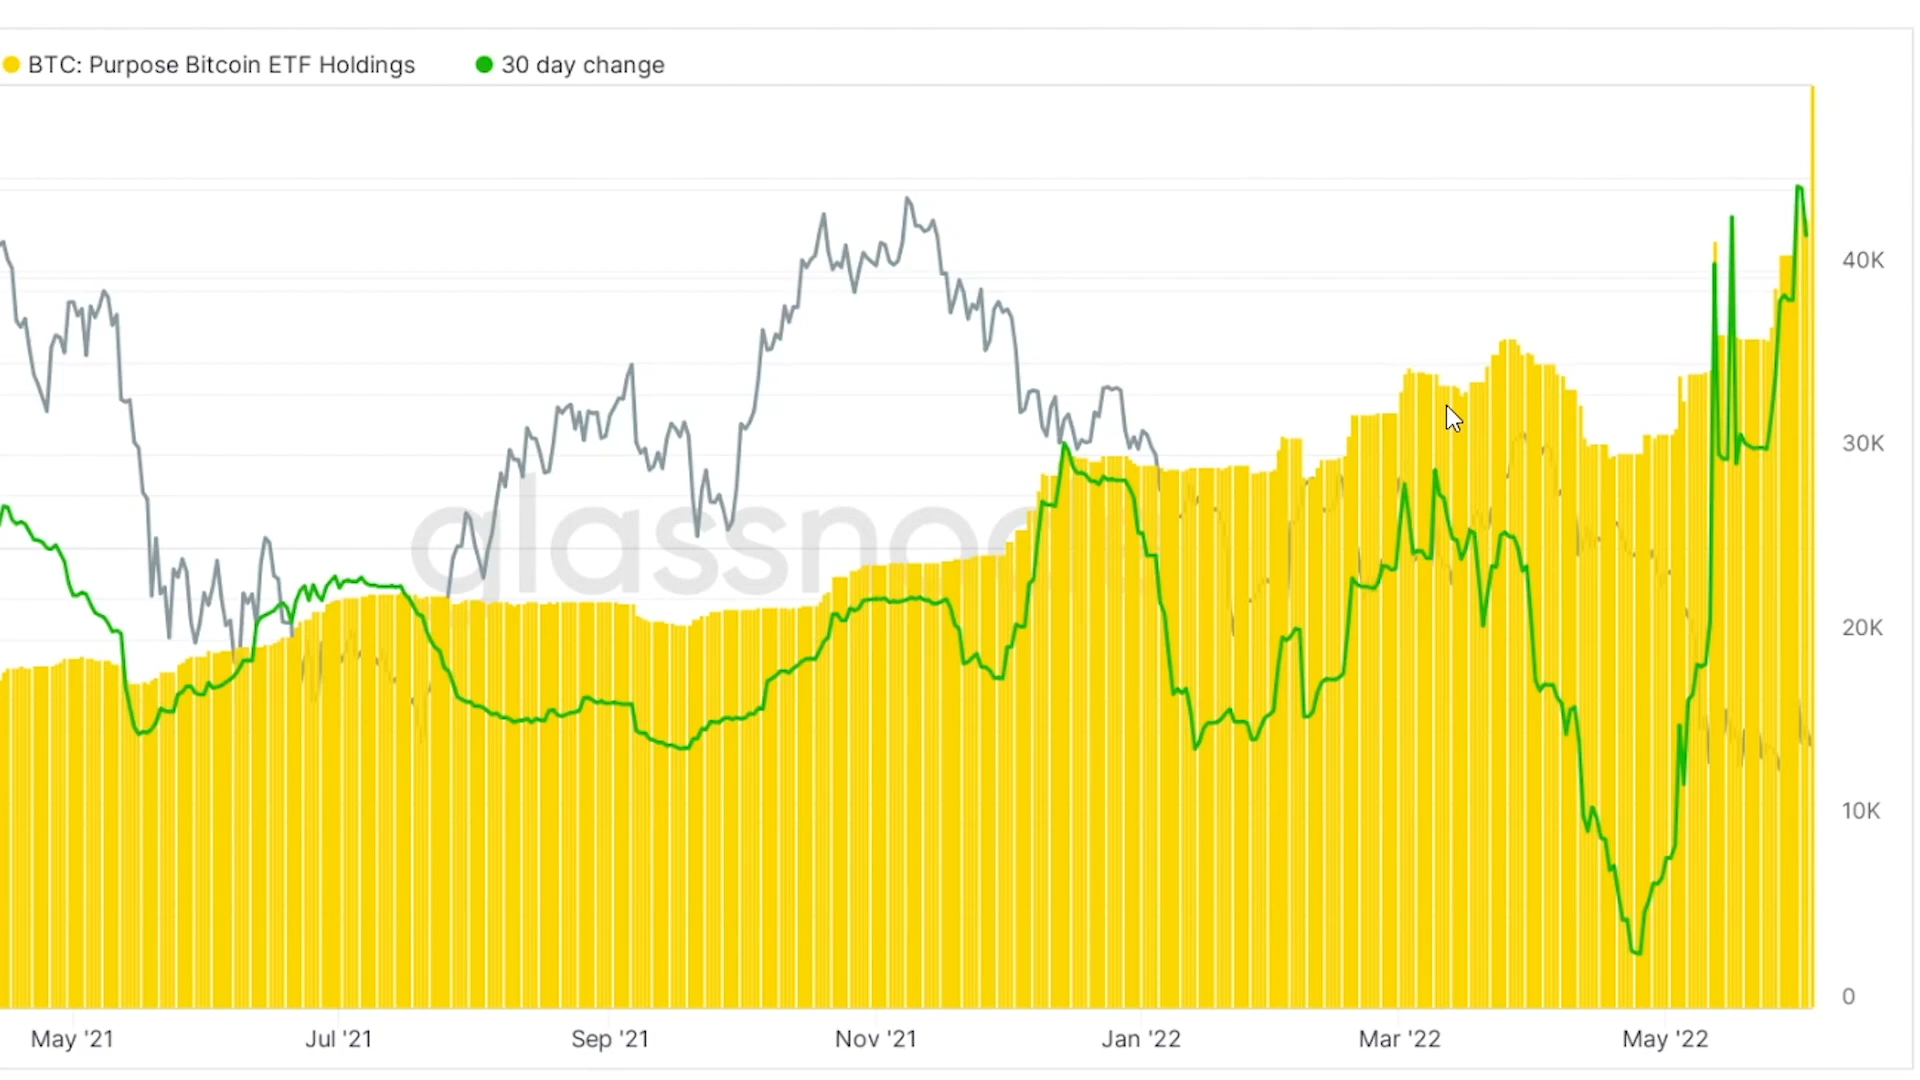 BTC: Purpose Bitcoin ETF Holdings
30 day change
glassnode
40K
30K
20K
10K
0
May '21
Jul '21
Sep '21
Nov '21
Jan '22
Mar '22
May '22